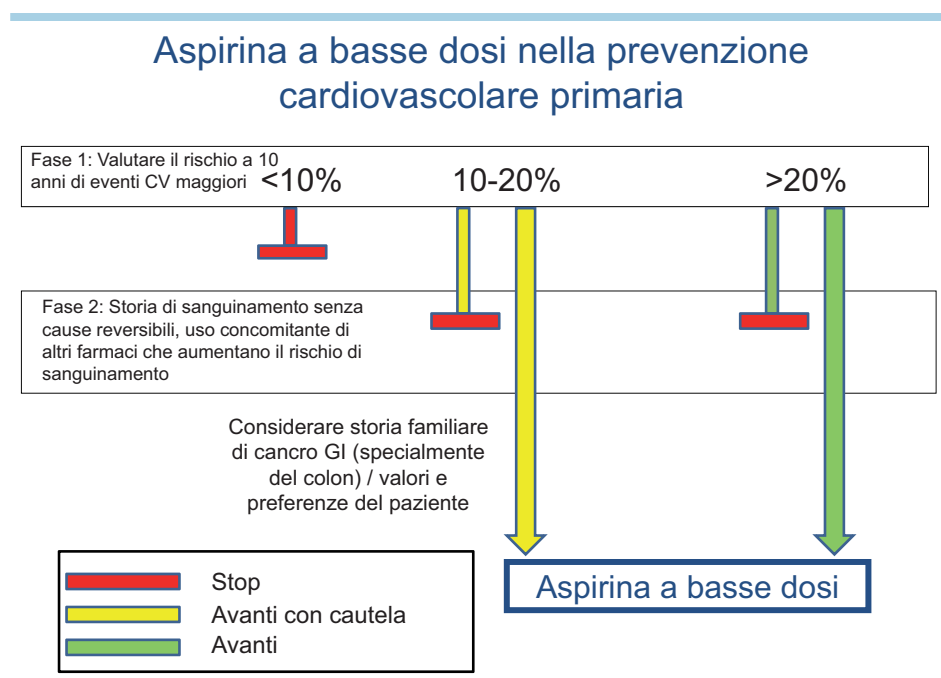 Aspirina a basse dosi nella prevenzione
cardiovascolare primaria
Fase 1: Valutare il rischio a 10
anni di eventi CV maggiori
<10%
10-20%
>20%
Fase 2: Storia di sanguinamento senza
cause reversibili, uso concomitante di
altri farmaci che aumentano il rischio di
sanguinamento
Considerare storia familiare
di cancro GI (specialmente
del colon) / valori e
preferenze del paziente
Aspirina a basse dosi
Stop
Avanti con cautela
Avanti